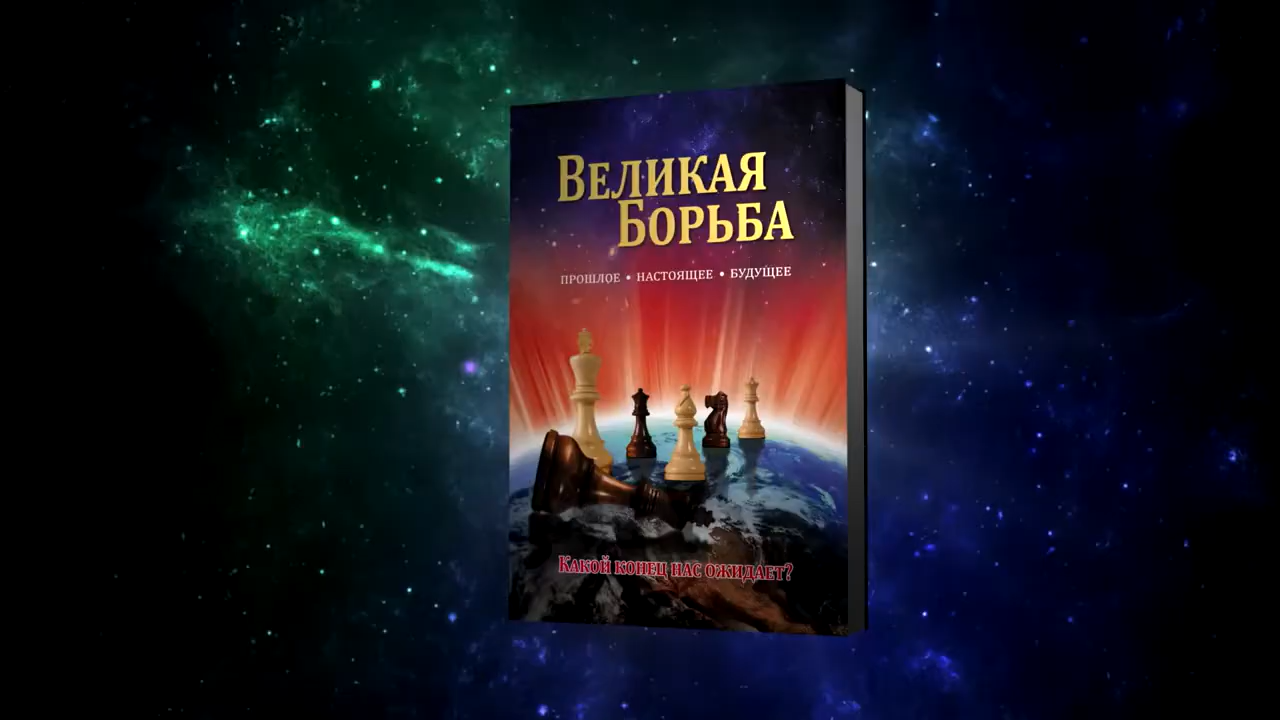 Великая
Борьба
прошлое • настоящее • будущее
Какой конец нас ожидает?